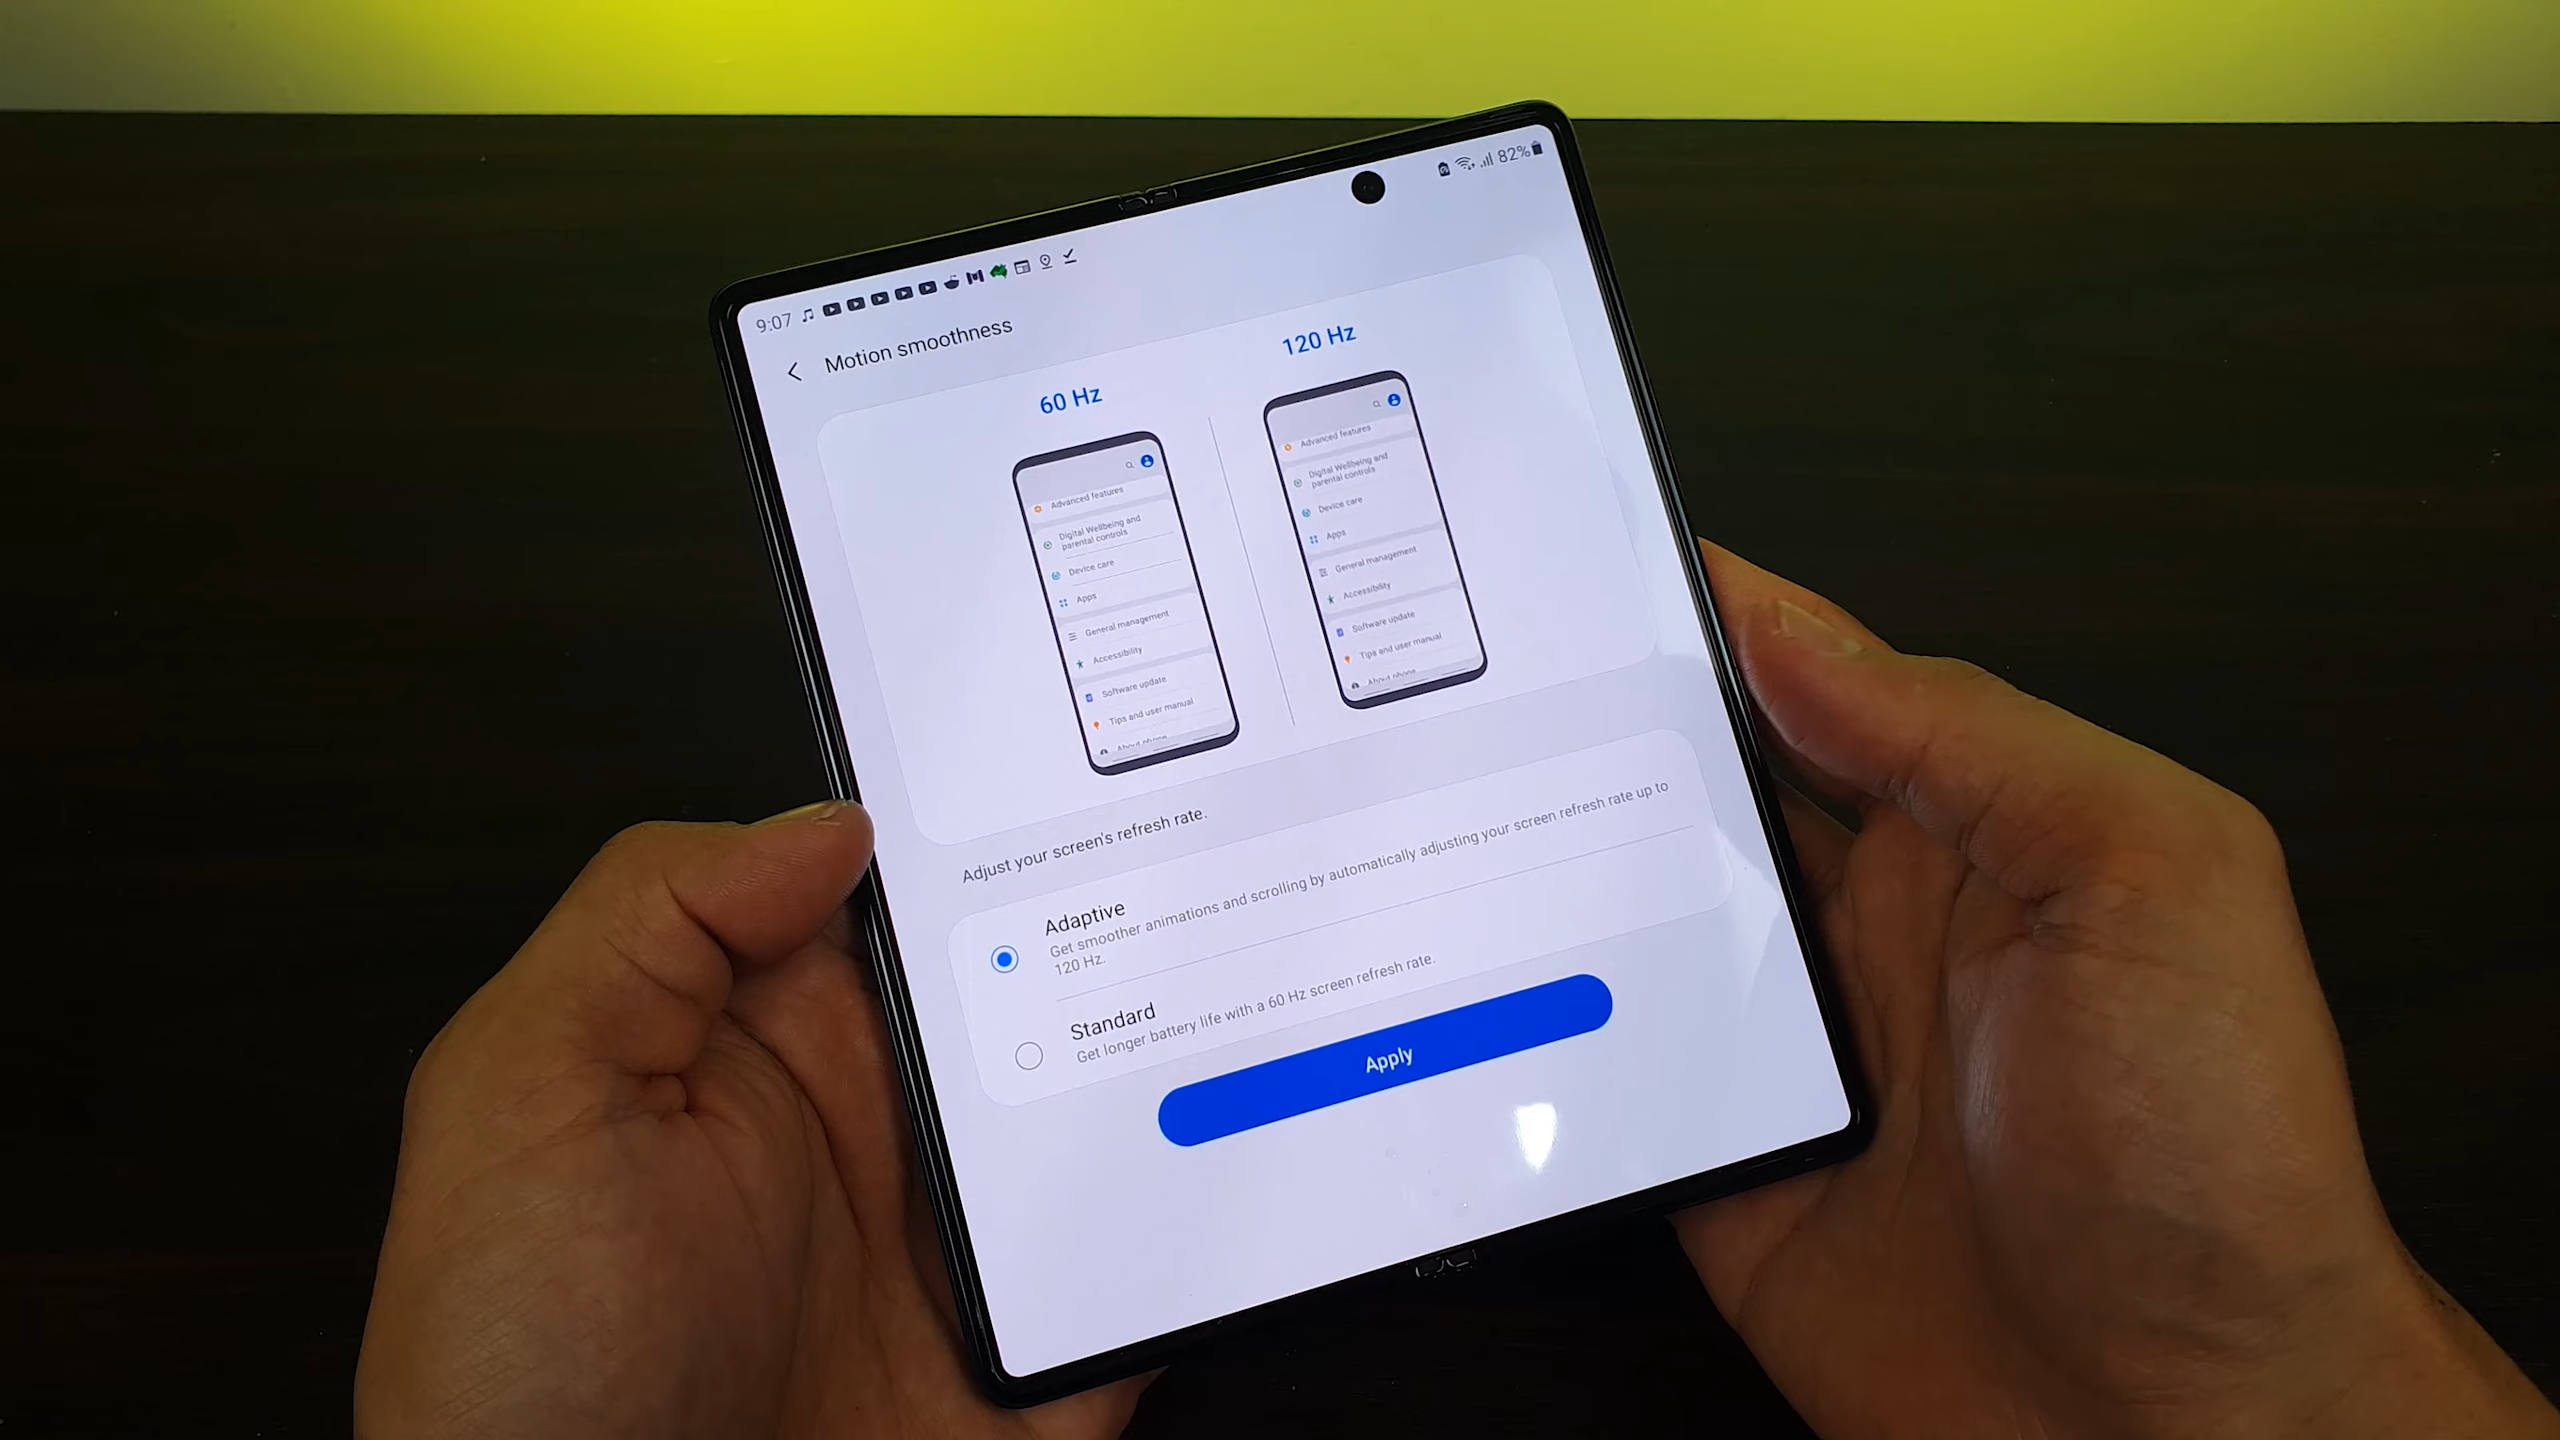 9:07
82%
Motion smoothness
60 Hz
120 Hz
Advanced features
Digital Wellbeing and
parental controls
Device care
Apps
General management
Accessibility
Software update
Tips and user manual
About phone
Advanced features
Digital Wellbeing and
parental controls
Device care
Apps
General management
Accessibility
Software update
Tips and user manual
About phone
Adjust your screen's refresh rate.
Adaptive
Get smoother animations and scrolling by automatically adjusting your screen refresh rate up to
120 Hz.
Standard
Get longer battery life with a 60 Hz screen refresh rate.
Apply